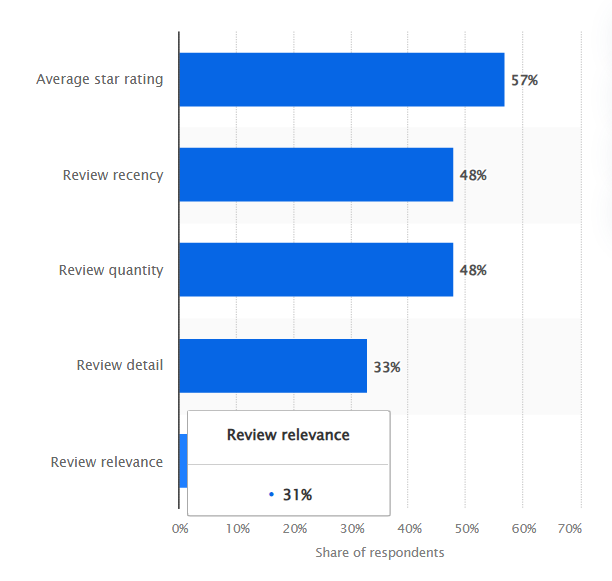 Average star rating
57%
Review recency
48%
Review quantity
48%
Review detail
33%
Review relevance
Review relevance
• 31%
0% 10% 20% 30% 40% 50% 60% 70%
Share of respondents